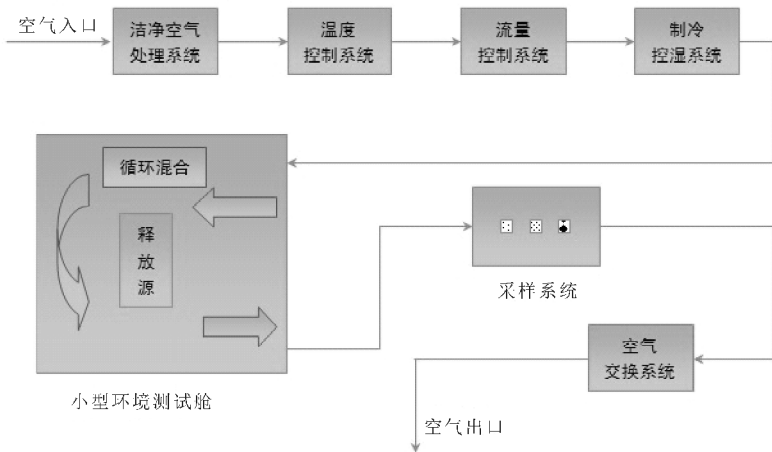 空气入口
洁净空气
处理系统
温度
控制系统
流量
控制系统
制冷
控湿系统
循环混合
释
放
源
采样系统
空气
交换系统
小型环境测试舱
空气出口